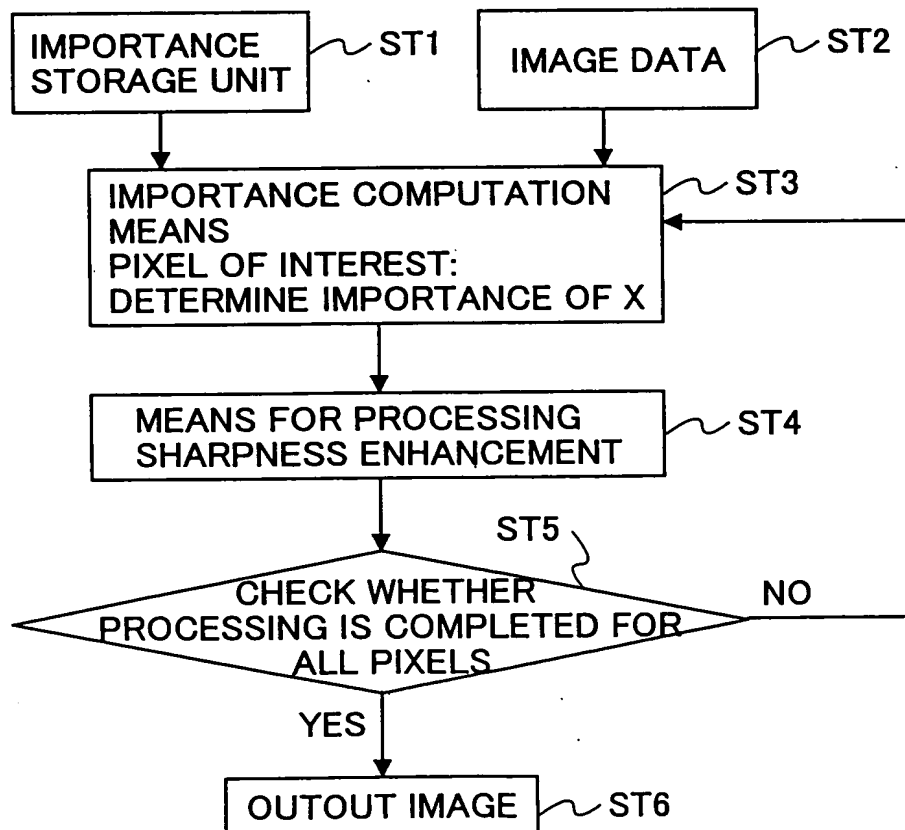 IMPORTANCE
STORAGE UNIT
ST1
IMAGE DATA
ST2
IMPORTANCE COMPUTATION
MEANS
PIXEL OF INTEREST:
DETERMINE IMPORTANCE OF X
ST3
MEANS FOR PROCESSING
SHARPNESS ENHANCEMENT
ST4
ST5
CHECK WHETHER
PROCESSING IS COMPLETED FOR
ALL PIXELS
NO
YES
OUTOUT IMAGE
ST6